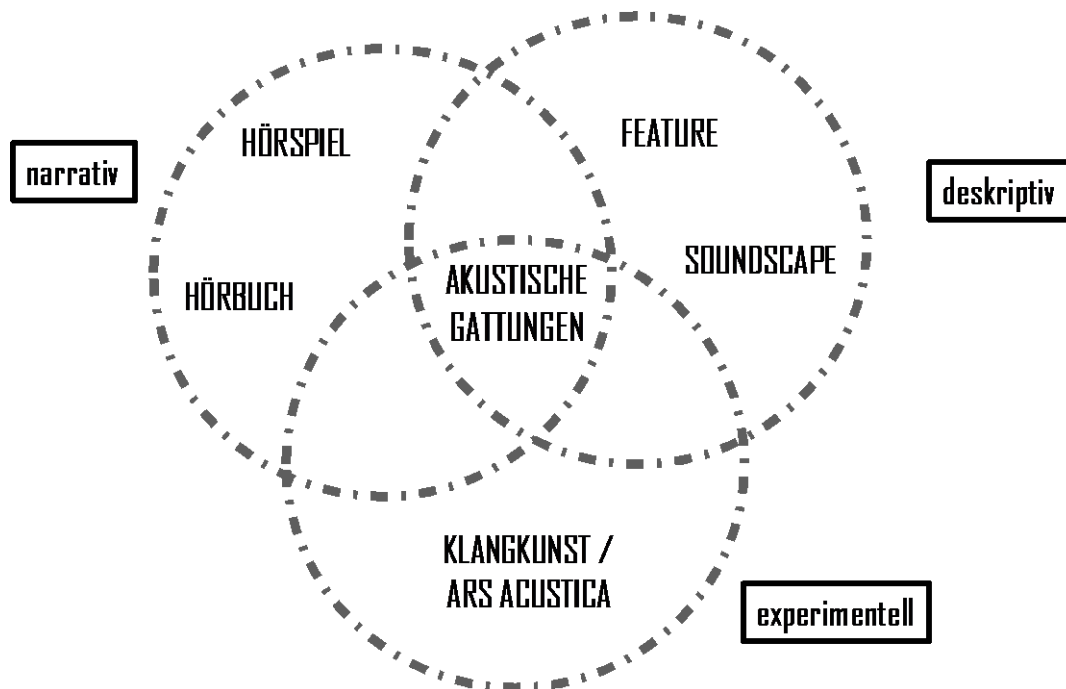 HÖRSPIEL
FEATURE
narrativ
deskriptiv
SOUNDSCAPE
HÖRBUCH
AKUSTISCHE
GATTUNGEN
KLANGKUNST /
ARS ACUSTICA
experimentell